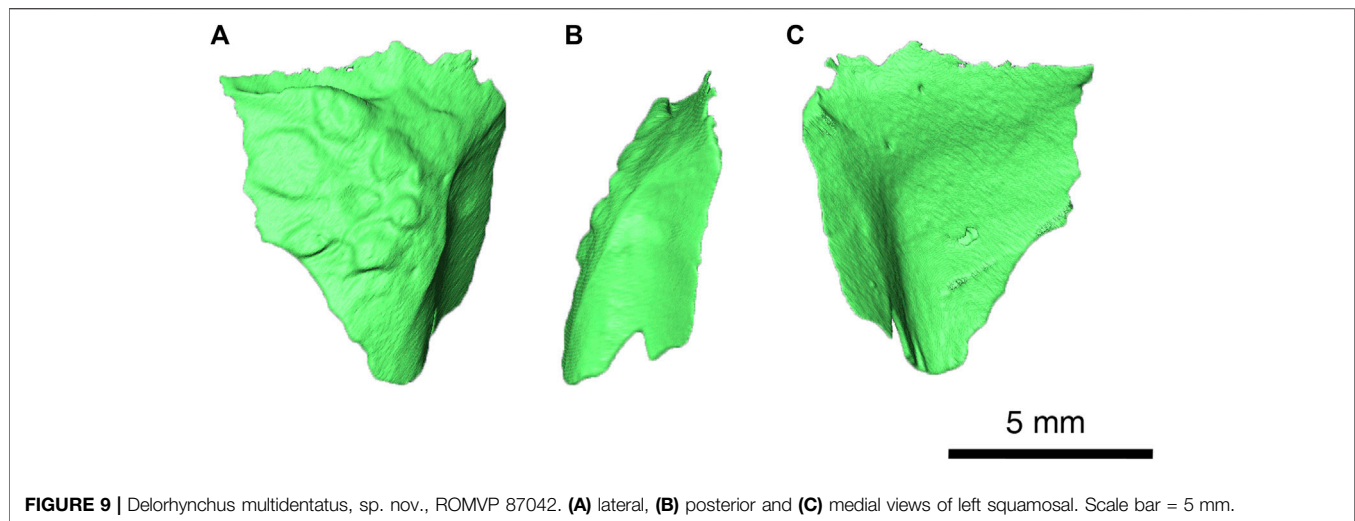 A
B
C
5 mm
FIGURE 9 | Delorhynchus multidentatus, sp. nov., ROMVP 87042. (A) lateral, (B) posterior and (C) medial views of left squamosal. Scale bar = 5 mm.